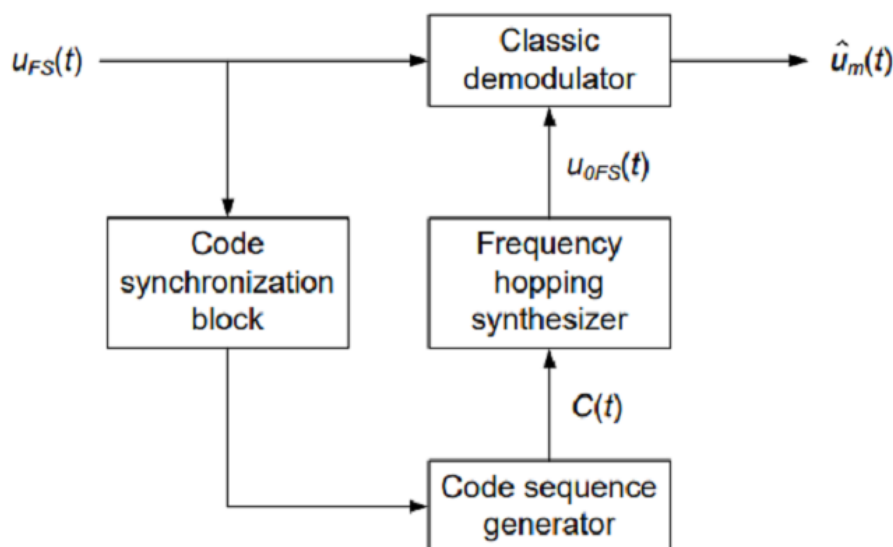 u_FS(t)
Classic
demodulator
û_m(t)
u_0FS(t)
Code
synchronization
block
Frequency
hopping
synthesizer
C(t)
Code sequence
generator